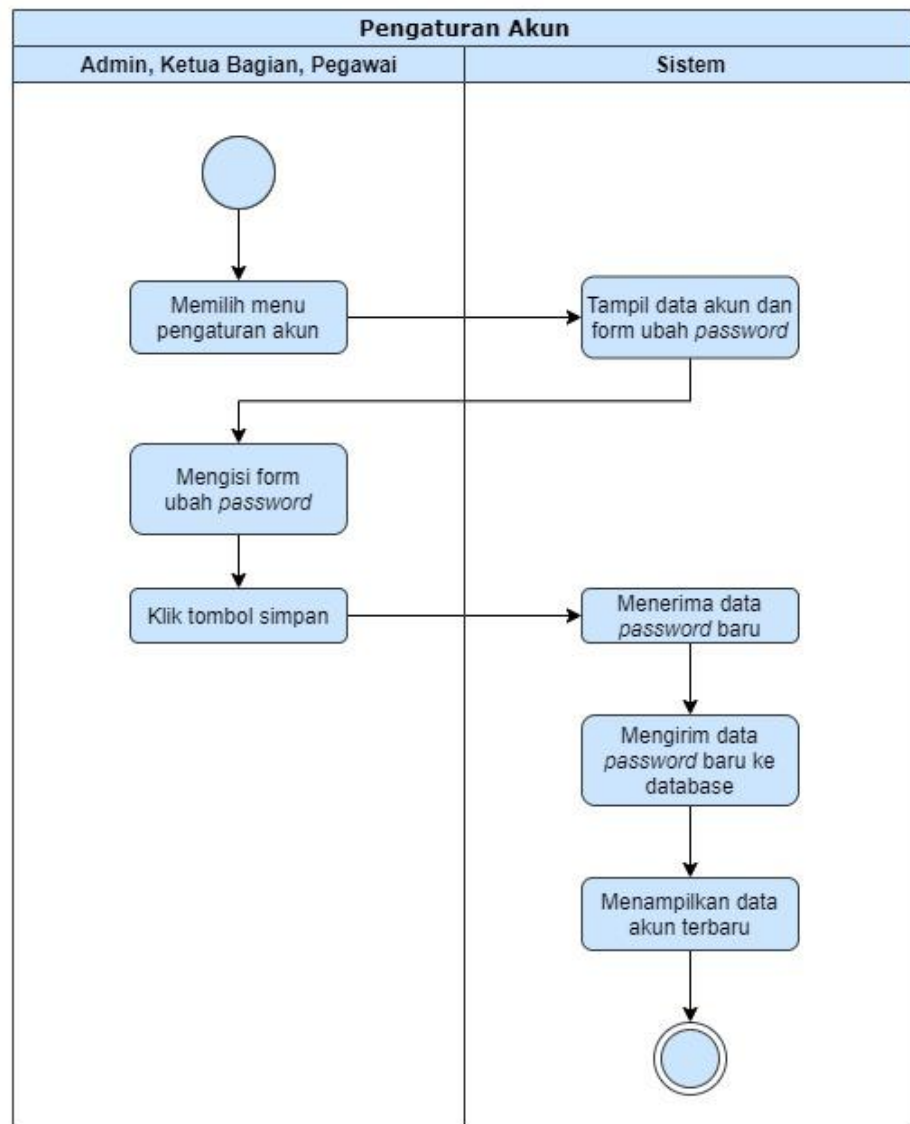 Pengaturan Akun
Admin, Ketua Bagian, Pegawai
Sistem
Memilih menu
pengaturan akun
Tampil data akun dan
form ubah password
Mengisi form
ubah password
Klik tombol simpan
Menerima data
password baru
Mengirim data
password baru ke
database
Menampilkan data
akun terbaru